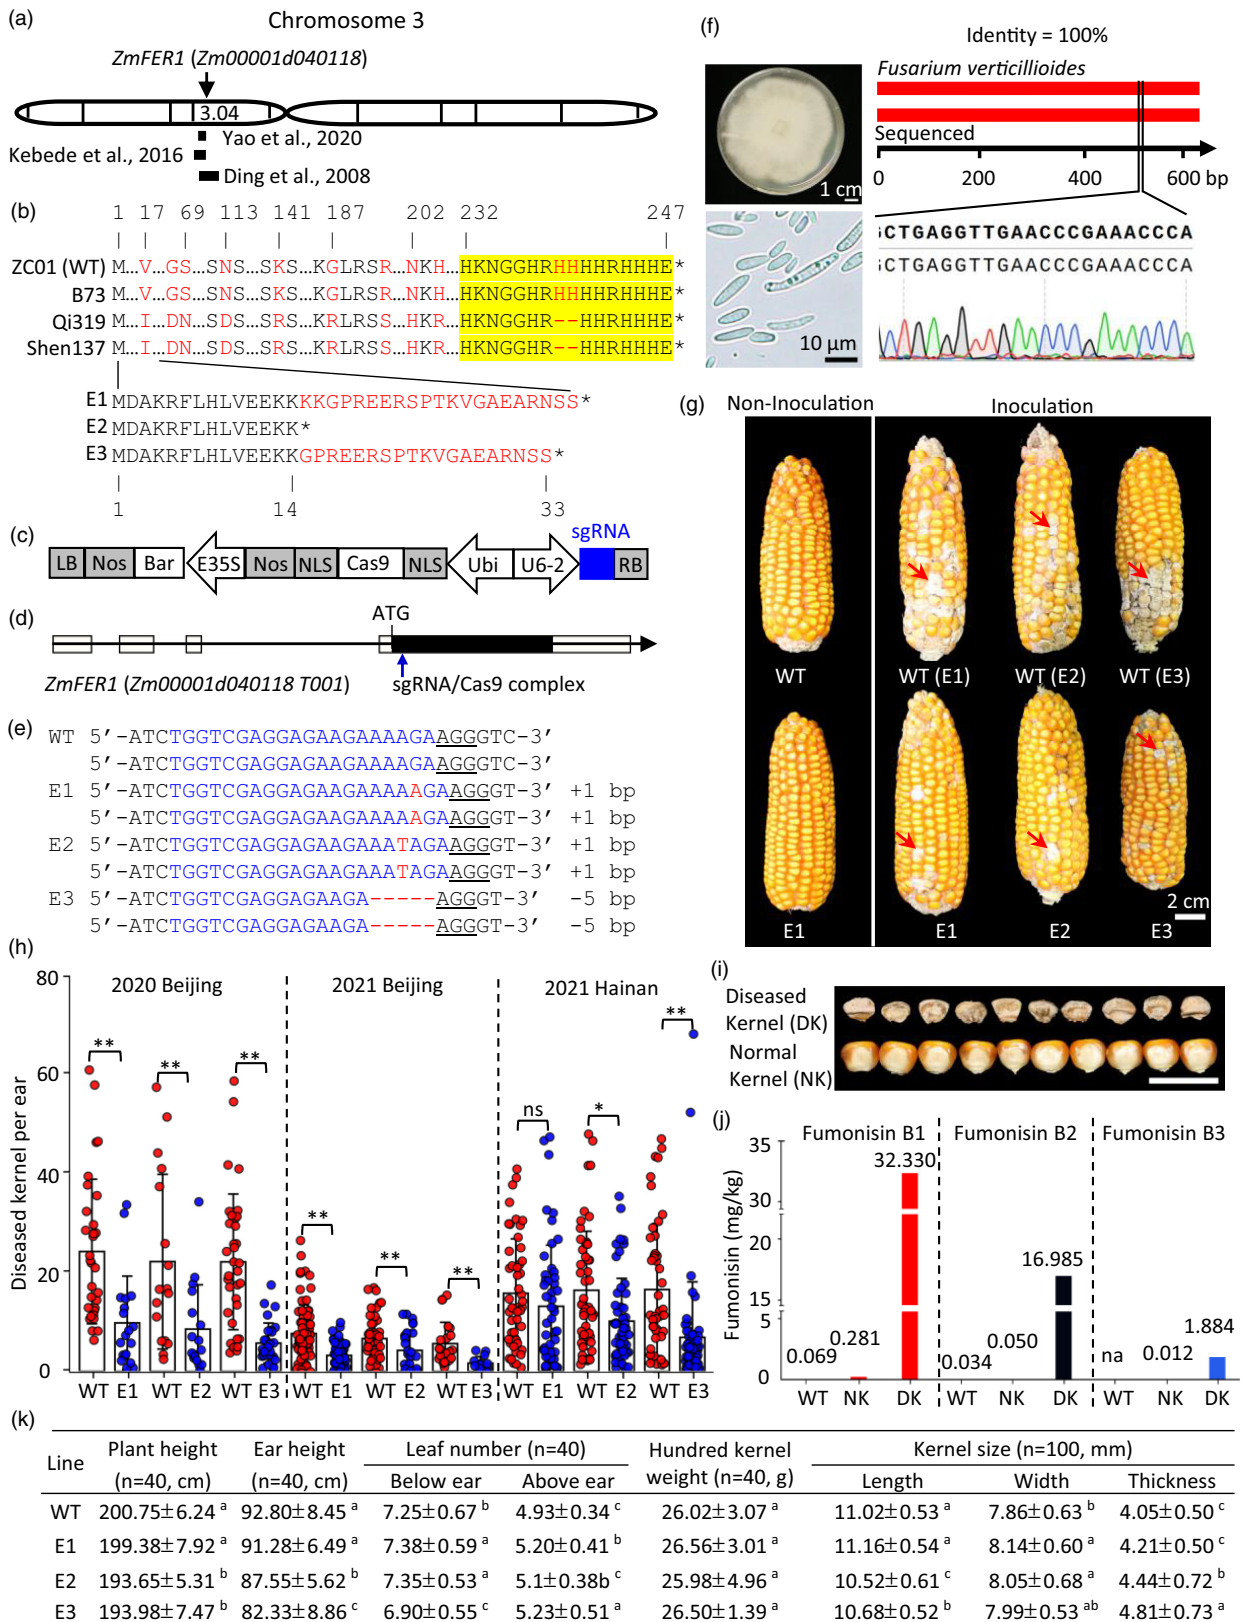 (a)
Chromosome 3
ZmFER1 (Zm00001d040118)
3.04
Yao et al., 2020
Kebede et al., 2016
Ding et al., 2008
(b)
1 17 69 113 141 187 202 232 247
ZC01 (WT) M…V…GS…SNS…SKS…KGLRSR…NKH…HKNGGHRHHHHRHHHE*
B73 M…V…GS…SNS…SKS…KGLRSR…NKH…HKNGGHRHHHHRHHHE*
Qi319 M…I…DN…SDS…SRS…KRLRSS…HKR…HKNGGHR--HHRHHHE*
Shen137 M…I…DN…SDS…SRS…KRLRSS…HKR…HKNGGHR--HHRHHHE*
E1 MDAKRFLHLVEEKKKKGPREERSPTKVGAEARNSS*
E2 MDAKRFLHLVEEKK*
E3 MDAKRFLHLVEEKKGPREERSPTKVGAEARNSS*
1 14 33
(c)
sgRNA
LB Nos Bar E35S Nos NLS Cas9 NLS Ubi U6-2 RB
(d)
ATG
ZmFER1 (Zm00001d040118 T001) sgRNA/Cas9 complex
(e)
WT 5′-ATCTGGTCGAGGAGAAGAAAAGAAGGGTC-3′
5′-ATCTGGTCGAGGAGAAGAAAAGAAGGGTC-3′
E1 5′-ATCTGGTCGAGGAGAAGAAAAAGAAGGGT-3′ +1 bp
5′-ATCTGGTCGAGGAGAAGAAAAAGAAGGGT-3′ +1 bp
E2 5′-ATCTGGTCGAGGAGAAGAAATAGAAGGGT-3′ +1 bp
5′-ATCTGGTCGAGGAGAAGAAATAGAAGGGT-3′ +1 bp
E3 5′-ATCTGGTCGAGGAGAAGA-----AGGGT-3′ -5 bp
5′-ATCTGGTCGAGGAGAAGA-----AGGGT-3′ -5 bp
(f)
Identity = 100%
Fusarium verticillioides
Sequenced
0 200 400 600 bp
1 cm
10 µm
GCTGAGGTTGAACCCGAAACCCA
GCTGAGGTTGAACCCGAAACCCA
(g)
Non-Inoculation Inoculation
WT WT (E1) WT (E2) WT (E3)
2 cm
E1 E1 E2 E3
(h)
Diseased kernel per ear
80
60
40
20
0
2020 Beijing 2021 Beijing 2021 Hainan
** ** ** ** ** ** ns * **
WT E1 WT E2 WT E3 WT E1 WT E2 WT E3 WT E1 WT E2 WT E3
(i)
Diseased
Kernel (DK)
Normal
Kernel (NK)
(j)
Fumonisin (mg/kg)
35
30
20
15
5
0
Fumonisin B1 Fumonisin B2 Fumonisin B3
0.069 0.281 32.330 0.034 0.050 16.985 na 0.012 1.884
WT NK DK WT NK DK WT NK DK
(k)
Line Plant height (n=40, cm) Ear height (n=40, cm) Leaf number (n=40) Hundred kernel weight (n=40, g) Kernel size (n=100, mm)
Below ear Above ear Length Width Thickness
WT 200.75±6.24 a 92.80±8.45 a 7.25±0.67 b 4.93±0.34 c 26.02±3.07 a 11.02±0.53 a 7.86±0.63 b 4.05±0.50 c
E1 199.38±7.92 a 91.28±6.49 a 7.38±0.59 a 5.20±0.41 b 26.56±3.01 a 11.16±0.54 a 8.14±0.60 a 4.21±0.50 c
E2 193.65±5.31 b 87.55±5.62 b 7.35±0.53 a 5.1±0.38b c 25.98±4.96 a 10.52±0.61 c 8.05±0.68 a 4.44±0.72 b
E3 193.98±7.47 b 82.33±8.86 c 6.90±0.55 c 5.23±0.51 a 26.50±1.39 a 10.68±0.52 b 7.99±0.53 ab 4.81±0.73 a